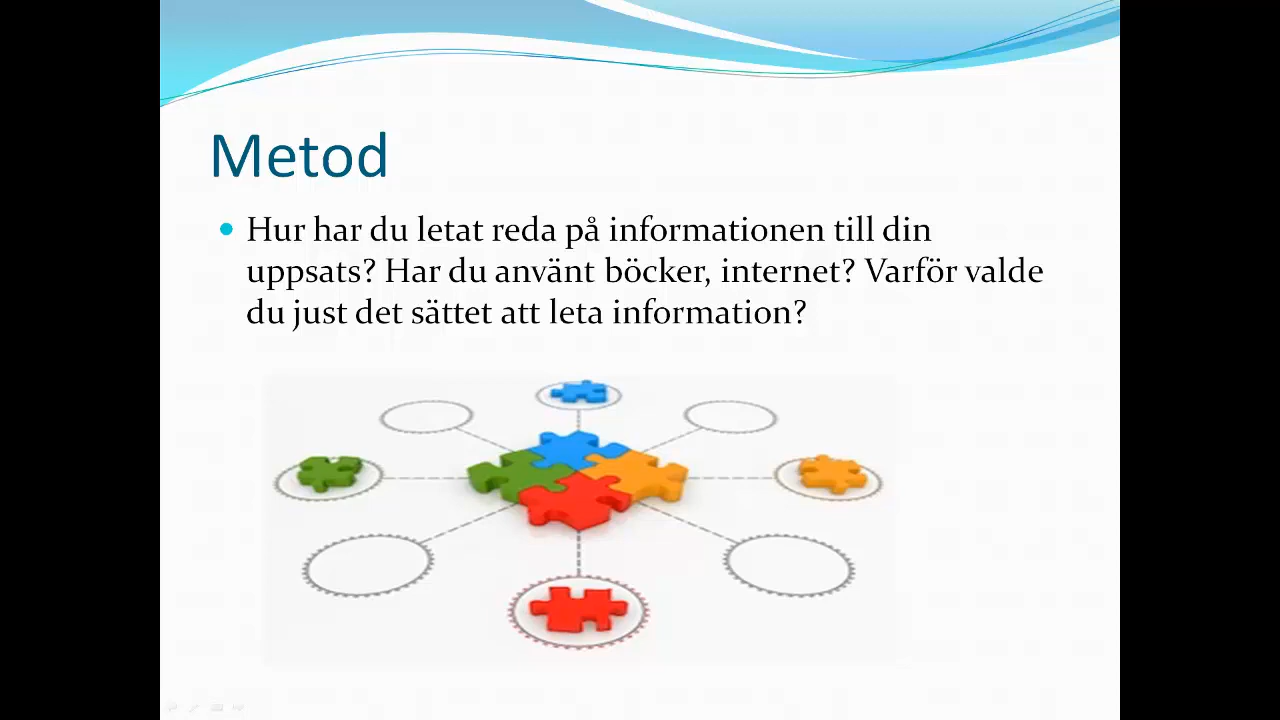 Metod
Hur har du letat reda på informationen till din
uppsats? Har du använt böcker, internet? Varför valde
du just det sättet att leta information?